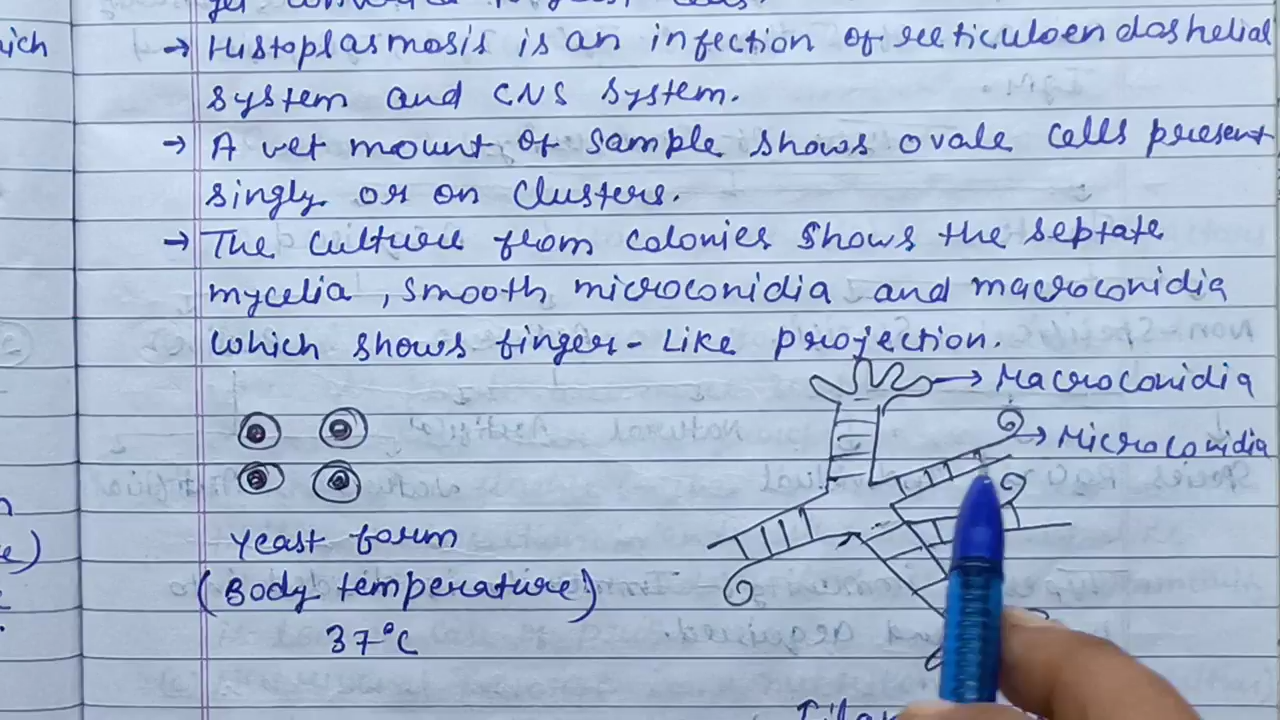 → Histoplasmosis is an infection of reeticuloendoshelial
system and CNS system.
→ A wet mount of sample shows ovale cells present
singly or on clusters.
→ The culture from colonies shows the septate
mycelia, smooth microconidia and macroconidia
which shows finger-like projection.
→ Macroconidia
→ Microconidia
Yeast form
(Body temperature)
37°C